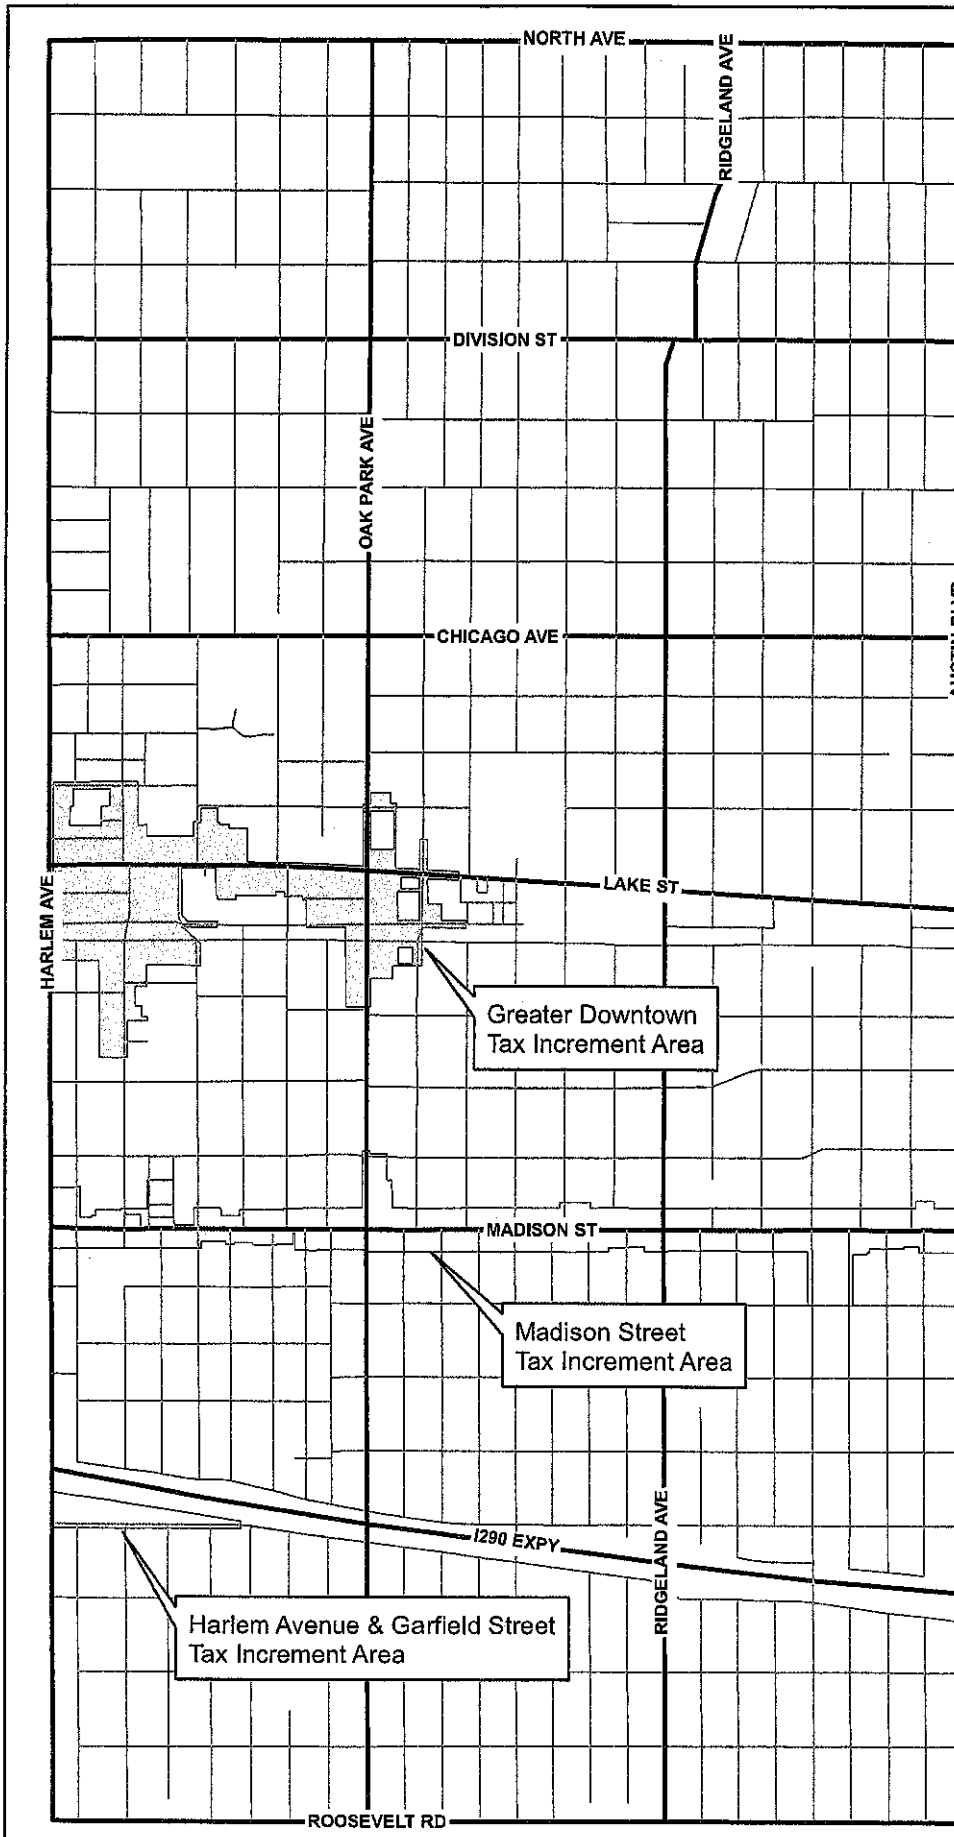 NORTH AVE
RIDGELAND AVE
DIVISION ST
OAK PARK AVE
CHICAGO AVE
AUSTIN BLVD
HARLEM AVE
LAKE ST
Greater Downtown
Tax Increment Area
MADISON ST
Madison Street
Tax Increment Area
I290 EXPY
RIDGELAND AVE
Harlem Avenue & Garfield Street
Tax Increment Area
ROOSEVELT RD